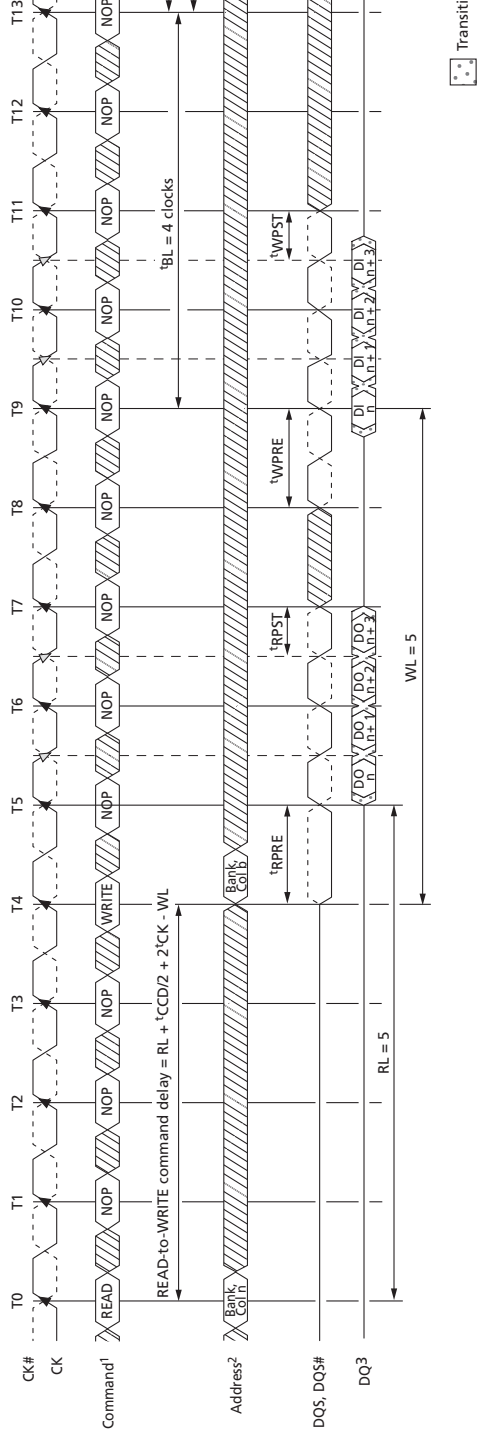 T0 T1 T2 T3 T4 T5 T6 T7 T8 T9 T10 T11 T12 T13
CK#
CK
Command¹ READ NOP NOP NOP WRITE NOP NOP NOP NOP NOP NOP NOP NOP NOP
READ-to-WRITE command delay = RL + ᵗCCD/2 + 2ᵗCK - WL
ᵗBL = 4 clocks
Address² Bank, Col n Bank, Col b
ᵗRPRE ᵗRPST ᵗWPRE ᵗWPST
DQS, DQS#
DQ³ DO n DO n + 1 DO n + 2 DO n + 3 DI n DI n + 1 DI n + 2 DI n + 3
WL = 5
RL = 5
Transiti